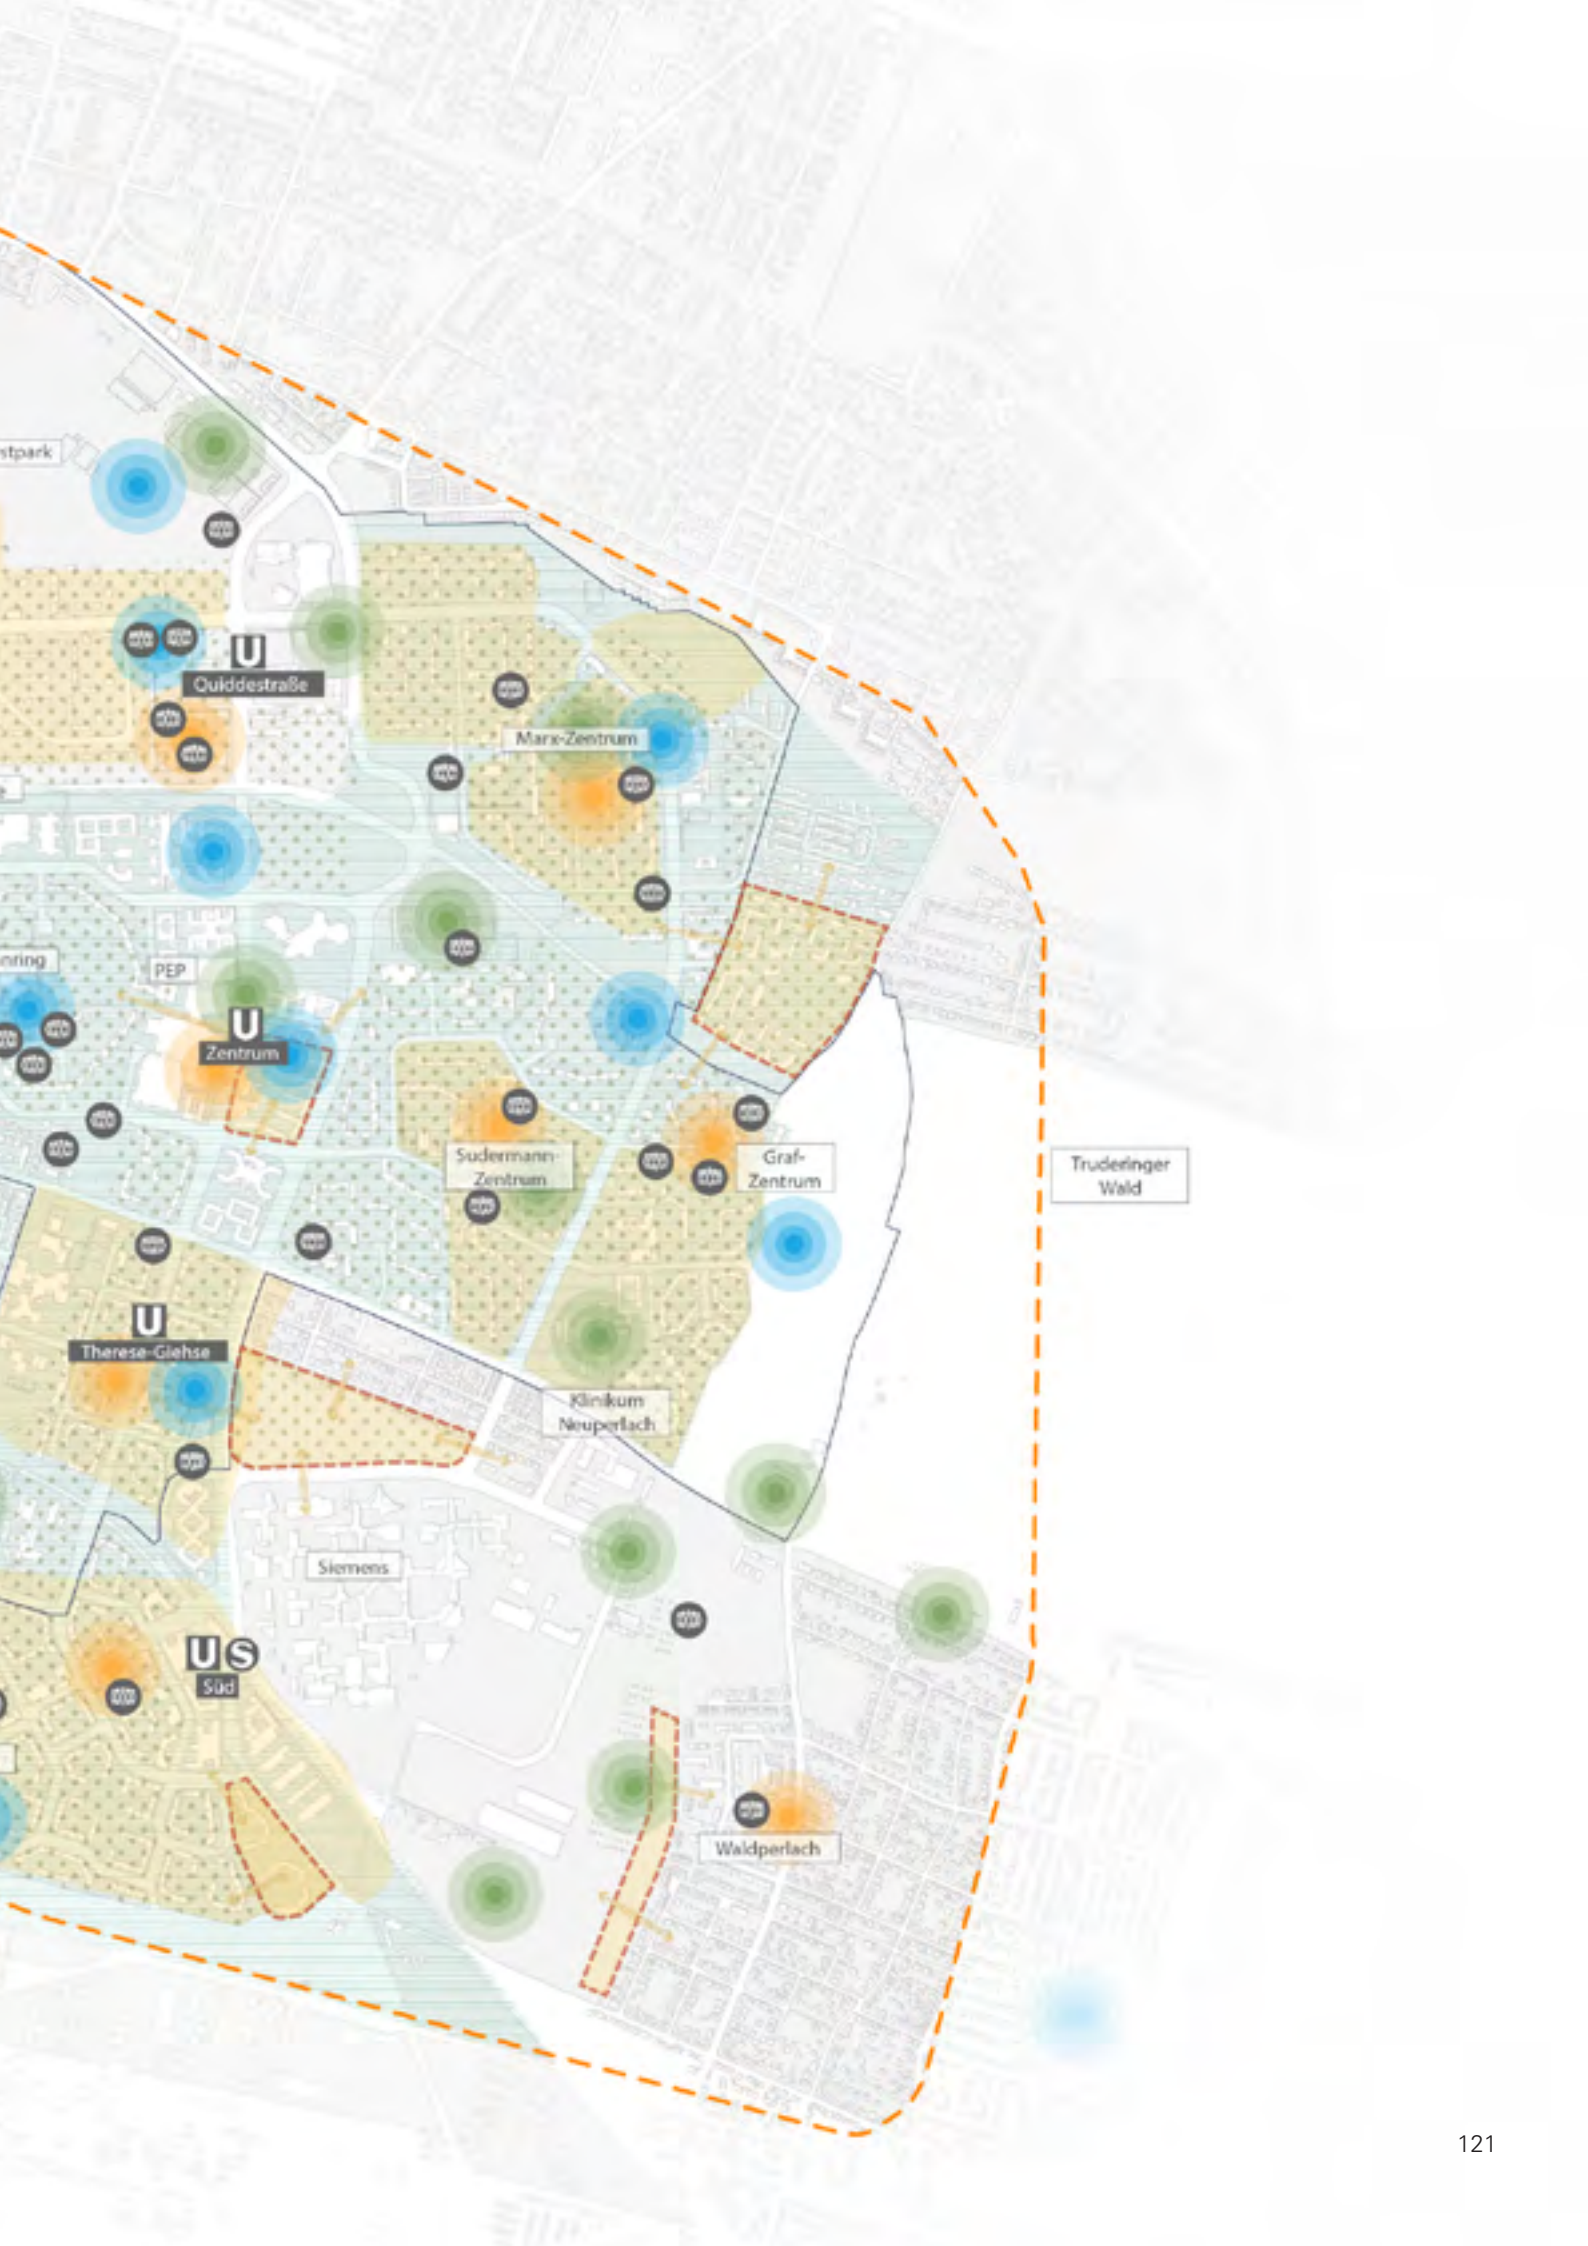 stpark
U
Quiddestraße
Marx-Zentrum
e
nring
PEP
U
Zentrum
Sudermann-
Zentrum
Graf-
Zentrum
Truderinger
Wald
U
Therese-Giehse
Klinikum
Neuperlach
Siemens
U S
Süd
Waldperlach
121